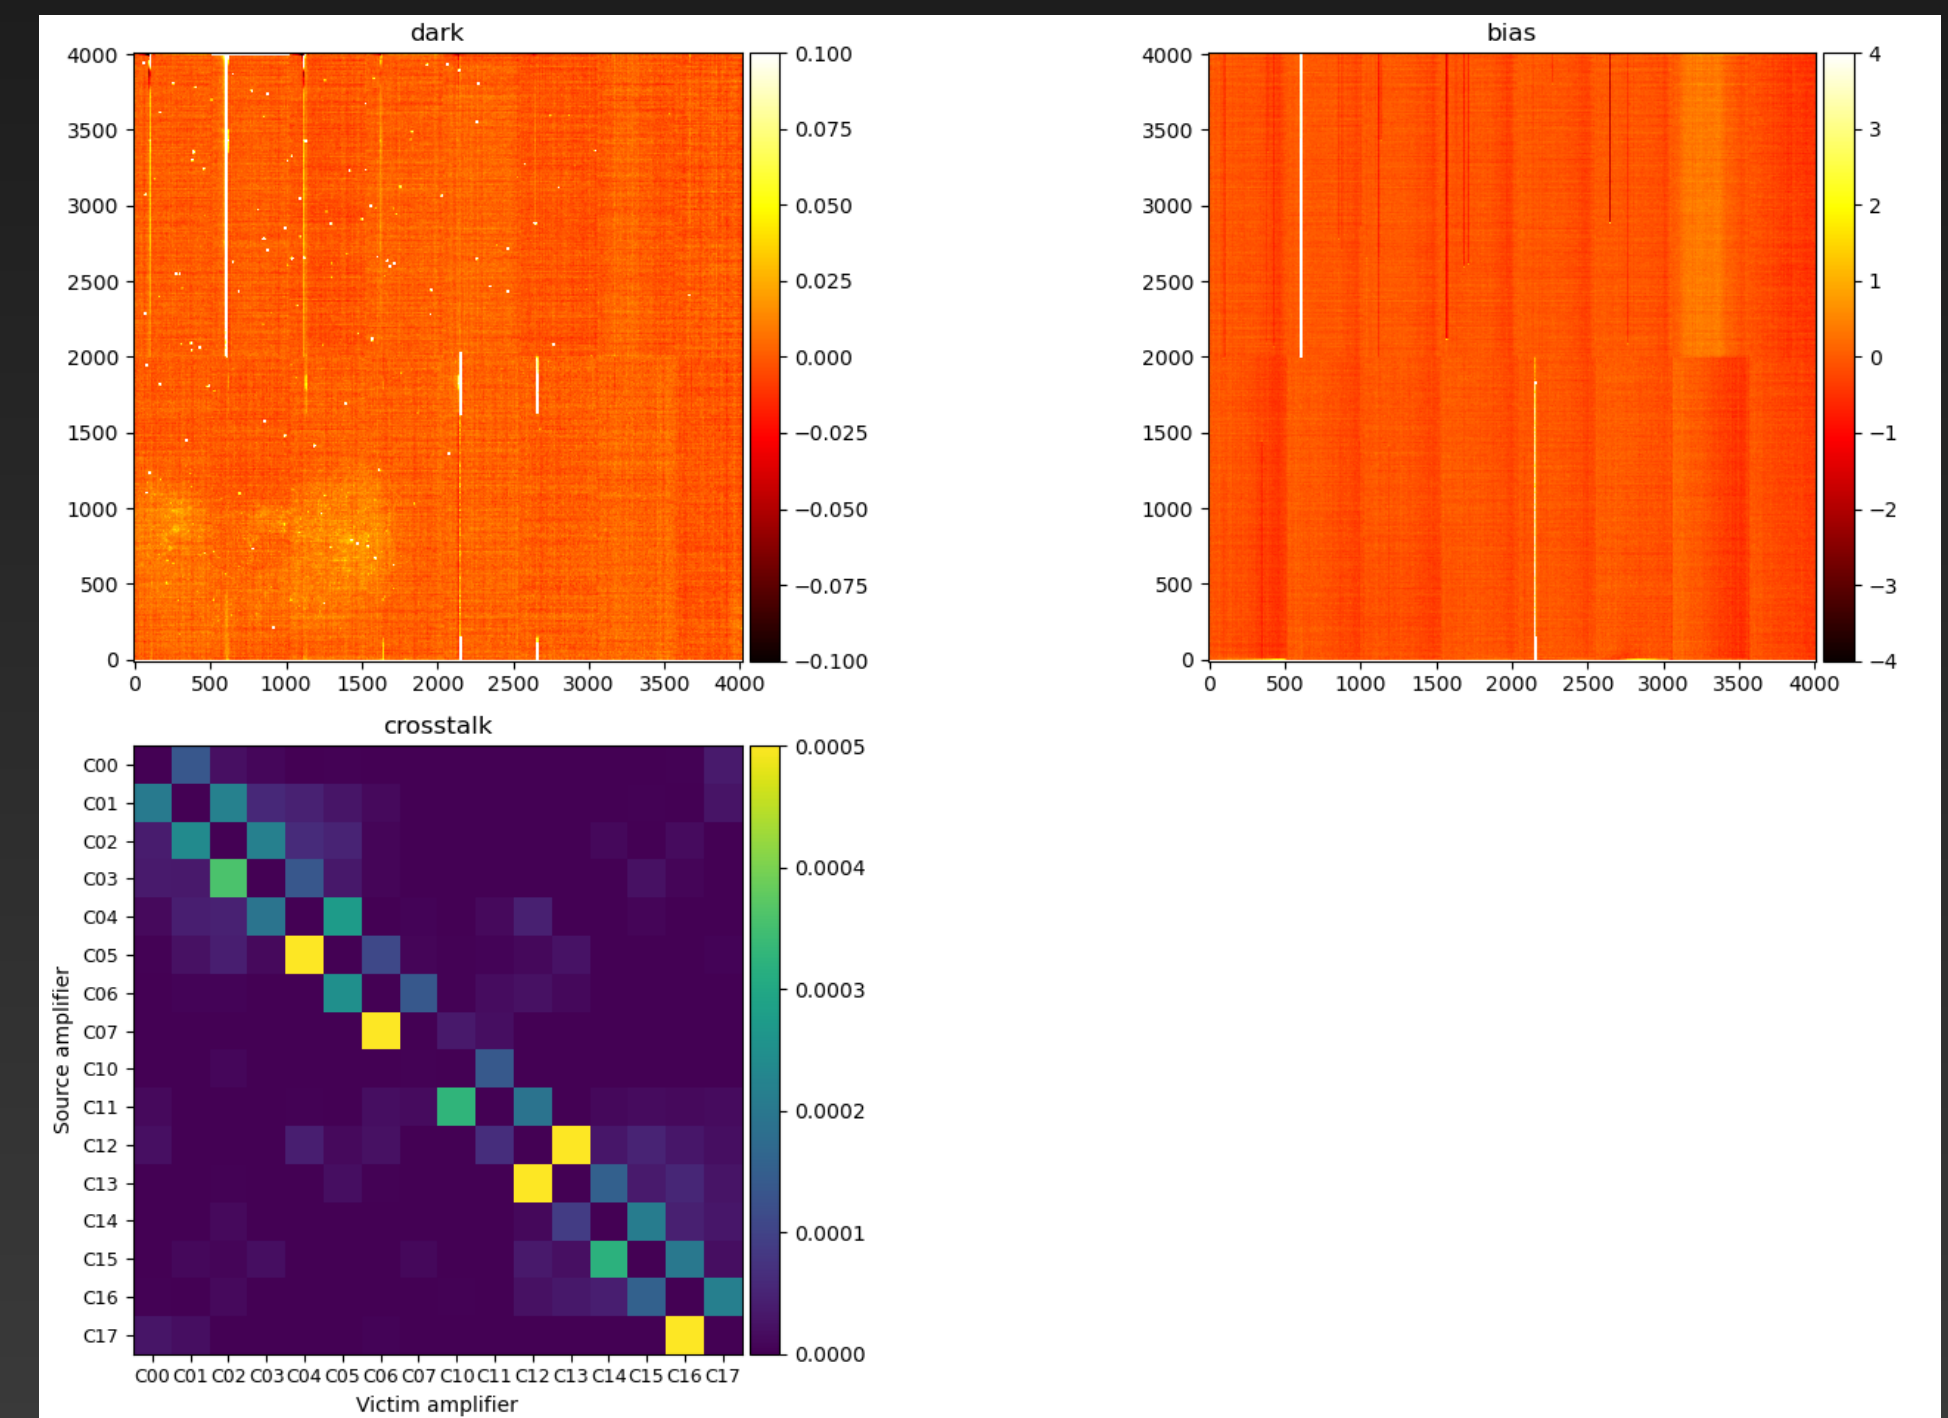 dark
4000
3500
3000
2500
2000
1500
1000
500
0
0 500 1000 1500 2000 2500 3000 3500 4000
0.100
0.075
0.050
0.025
0.000
−0.025
−0.050
−0.075
−0.100
bias
4000
3500
3000
2500
2000
1500
1000
500
0
0 500 1000 1500 2000 2500 3000 3500 4000
4
3
2
1
0
−1
−2
−3
−4
crosstalk
Source amplifier
C00
C01
C02
C03
C04
C05
C06
C07
C10
C11
C12
C13
C14
C15
C16
C17
C00 C01 C02 C03 C04 C05 C06 C07 C10 C11 C12 C13 C14 C15 C16 C17
Victim amplifier
0.0005
0.0004
0.0003
0.0002
0.0001
0.0000